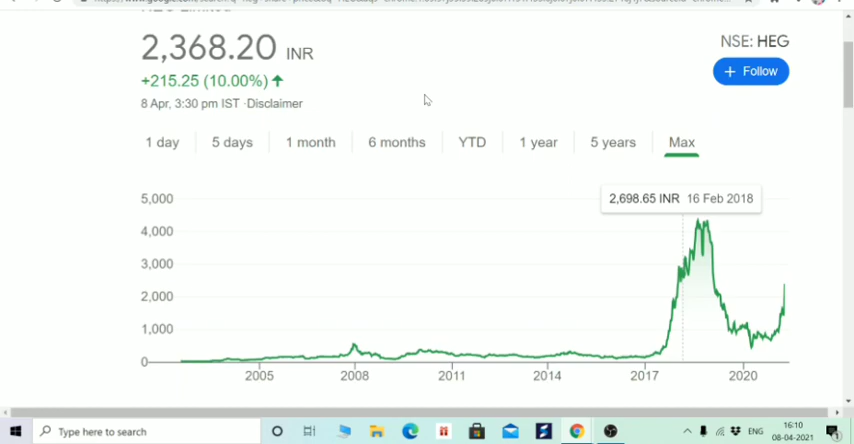 HEG Limited
2,368.20 INR
NSE: HEG
+215.25 (10.00%) ↑
+ Follow
8 Apr, 3:30 pm IST ·Disclaimer
1 day 5 days 1 month 6 months YTD 1 year 5 years Max
2,698.65 INR 16 Feb 2018
5,000
4,000
3,000
2,000
1,000
0
2005 2008 2011 2014 2017 2020
Type here to search
ENG
16:10
08-04-2021
1